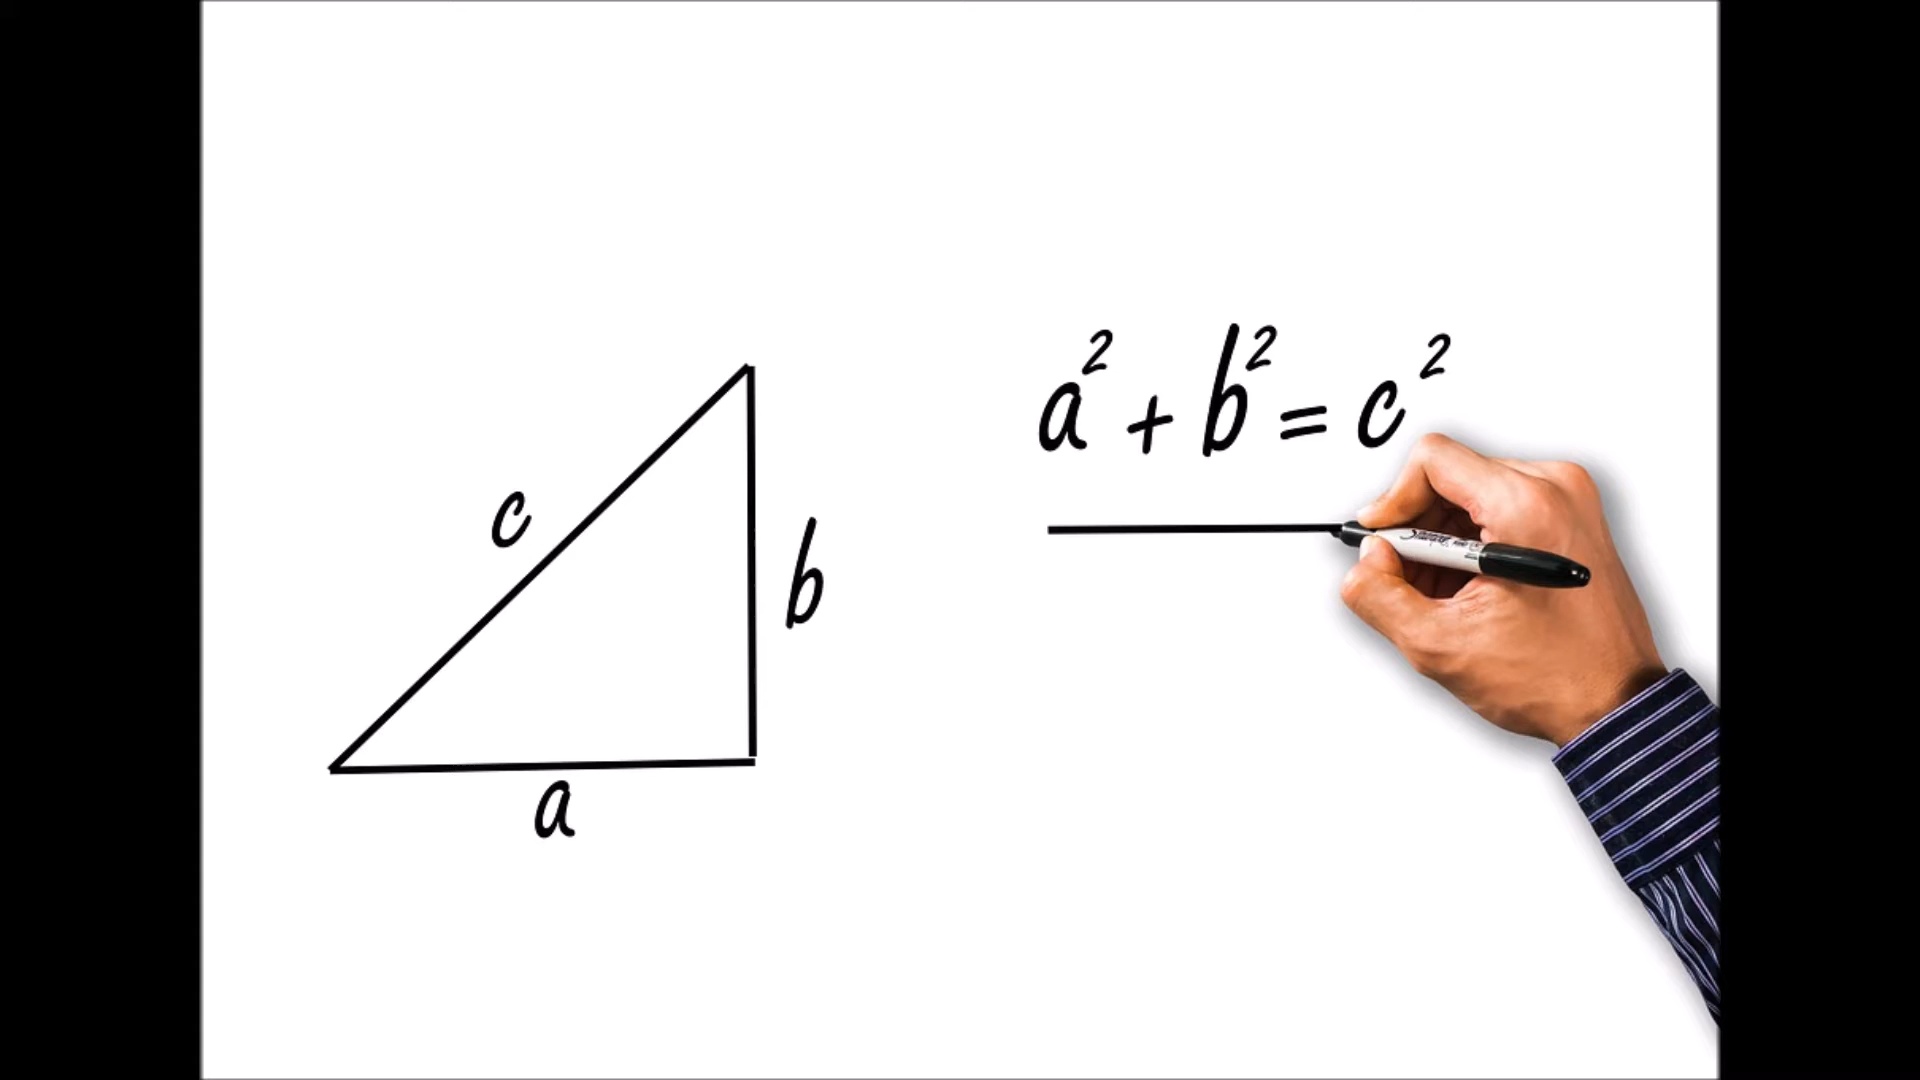 a² + b² = c²
c
b
a